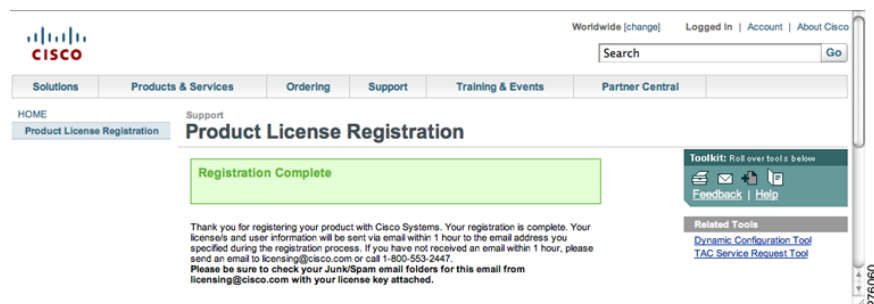 Worldwide [change] Logged In | Account | About Cisco
CISCO
Search Go
Solutions Products & Services Ordering Support Training & Events Partner Central
HOME
Product License Registration
Support
Product License Registration
Registration Complete
Thank you for registering your product with Cisco Systems. Your registration is complete. Your
license/s and user information will be sent via email within 1 hour to the email address you
specified during the registration process. If you have not received an email within 1 hour, please
send an email to licensing@cisco.com or call 1-800-553-2447.
Please be sure to check your Junk/Spam email folders for this email from
licensing@cisco.com with your license key attached.
Toolkit: Roll over tools below
Feedback | Help
Related Tools
Dynamic Configuration Tool
TAC Service Request Tool
276060